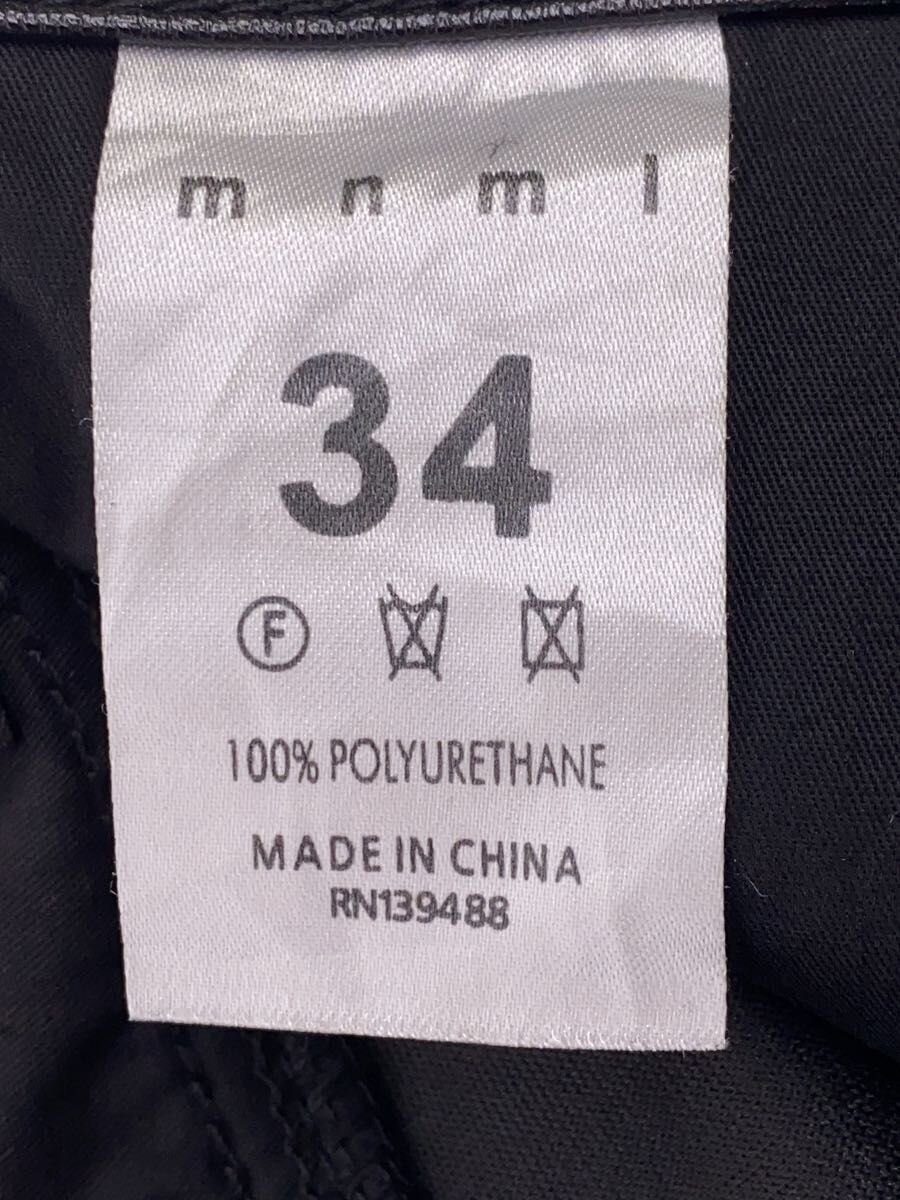 m n m l
34
F
100% POLYURETHANE
MADE IN CHINA
RN139488